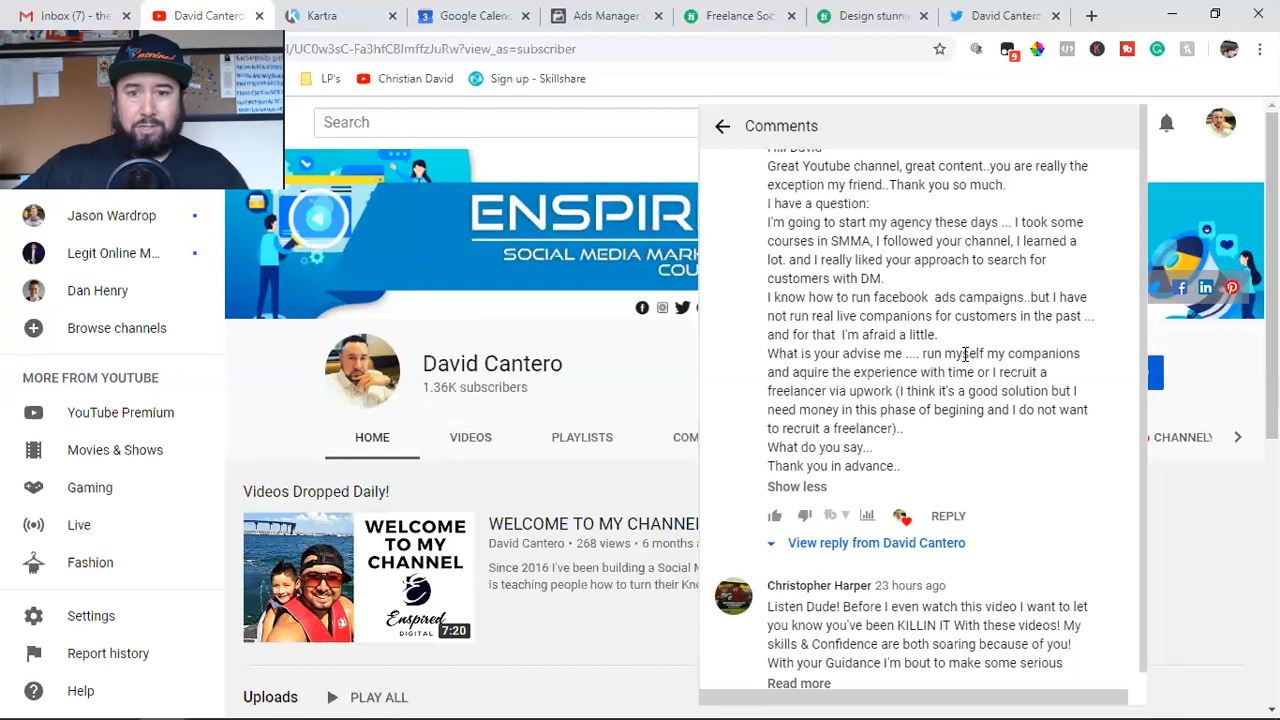 David Cantero - You
Kartra
Google Calen
Ads Manager
Freelance Soc
Design stunni
David Canterc
l/UC0w3sC-Fa3hfCBImffzJuRw?view_as=subscriber
LP's
Christian David
Sign in - Skillshare
9
Search
Comments
Hiii David
Great Youtube channel, great content..you are really the
exception my friend..Thank you so much.
I have a question:
I'm going to start my agency these days ... I took some
courses in SMMA, I followed your channel, I learned a
lot. and I really liked your approach to search for
customers with DM.
I know how to run facebook ads campaigns..but I have
not run real live companions for customers in the past ...
and for that I'm afraid a little.
What is your advise me .... run myself my companions
and aquire the experience with time or I recruit a
freelancer via upwork (I think it's a good solution but I
need money in this phase of begining and I do not want
to recruit a freelancer)..
What do you say...
Thank you in advance..
Show less
REPLY
View reply from David Cantero
Christopher Harper 23 hours ago
Listen Dude! Before I even watch this video I want to let
you know you've been KILLIN IT With these videos! My
skills & Confidence are both soaring because of you!
With your Guidance I'm bout to make some serious
Read more
Jason Wardrop
Legit Online M...
Dan Henry
Browse channels
MORE FROM YOUTUBE
YouTube Premium
Movies & Shows
Gaming
Live
Fashion
Settings
Report history
Help
ENSPIR
SOCIAL MEDIA MAR
COU
David Cantero
1.36K subscribers
HOME
VIDEOS
PLAYLISTS
COM
CHANNELS
Videos Dropped Daily!
WELCOME
TO MY
CHANNEL
Enspired
DIGITAL
7:20
WELCOME TO MY CHANNEL
David Cantero • 268 views • 6 months a
Since 2016 I've been building a Social M
is teaching people how to turn their Kno
Uploads
PLAY ALL